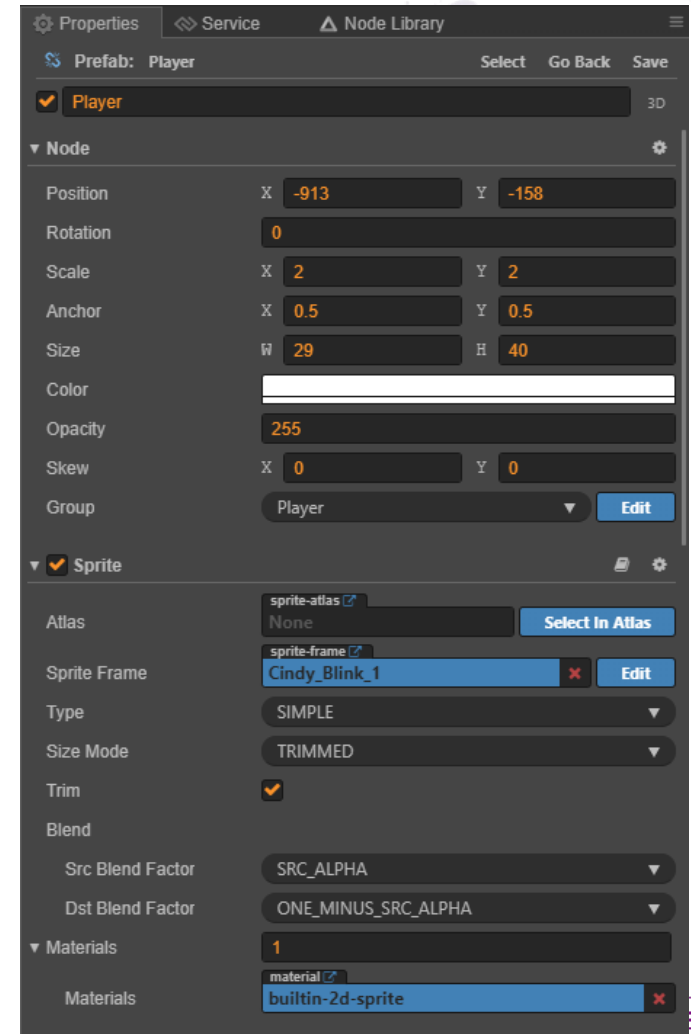 Properties Service Node Library
Prefab: Player Select Go Back Save
Player 3D
Node
Position X -913 Y -158
Rotation 0
Scale X 2 Y 2
Anchor X 0.5 Y 0.5
Size W 29 H 40
Color
Opacity 255
Skew X 0 Y 0
Group Player Edit
Sprite
sprite-atlas
Atlas None Select In Atlas
sprite-frame
Sprite Frame Cindy_Blink_1 Edit
Type SIMPLE
Size Mode TRIMMED
Trim
Blend
Src Blend Factor SRC_ALPHA
Dst Blend Factor ONE_MINUS_SRC_ALPHA
Materials 1
material
Materials builtin-2d-sprite